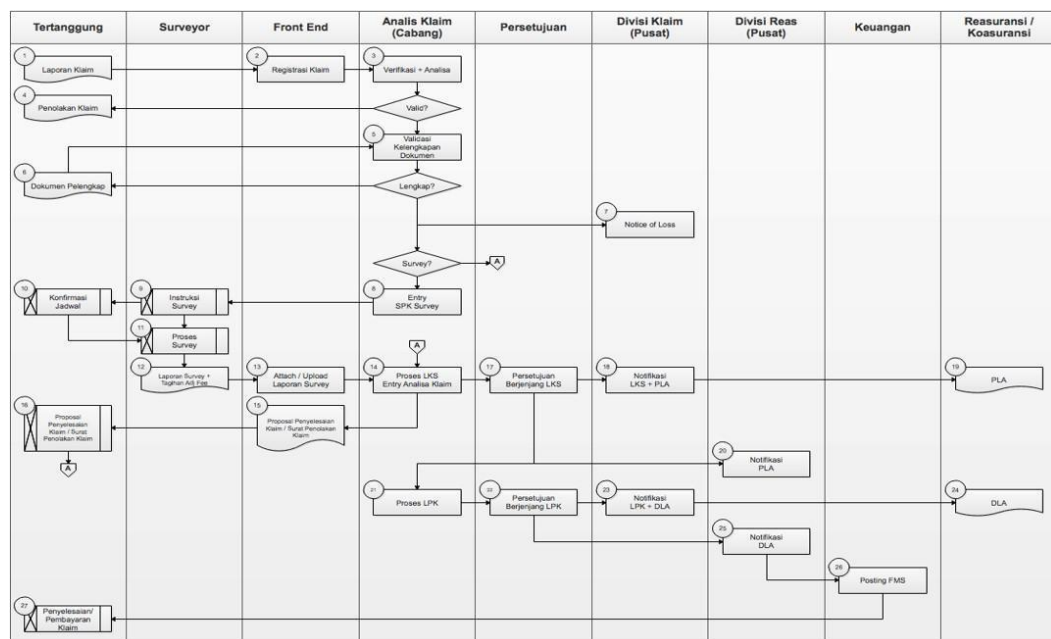 Tertanggung
Surveyor
Front End
Analis Klaim
(Cabang)
Persetujuan
Divisi Klaim
(Pusat)
Divisi Reas
(Pusat)
Keuangan
Reasuransi /
Koasuransi
1
Laporan Klaim
2
Registrasi Klaim
3
Verifikasi + Analisa
4
Penolakan Klaim
Valid?
5
Validasi
Kelengkapan
Dokumen
6
Dokumen Pelengkap
Lengkap?
7
Notice of Loss
Survey?
A
8
Entry
SPK Survey
9
Instruksi
Survey
10
Konfirmasi
Jadwal
11
Proses
Survey
A
12
Laporan Survey +
Tagihan Adj Fee
13
Attach / Upload
Laporan Survey
14
Proses LKS
Entry Analisa Klaim
17
Persetujuan
Berjenjang LKS
18
Notifikasi
LKS + PLA
19
PLA
16
Proposal
Penyelesaian
Klaim / Surat
Penolakan Klaim
15
Proposal Penyelesaian
Klaim / Surat Penolakan
Klaim
A
20
Notifikasi
PLA
21
Proses LPK
22
Persetujuan
Berjenjang LPK
23
Notifikasi
LPK + DLA
24
DLA
25
Notifikasi
DLA
26
Posting FMS
27
Penyelesaian/
Pembayaran
Klaim